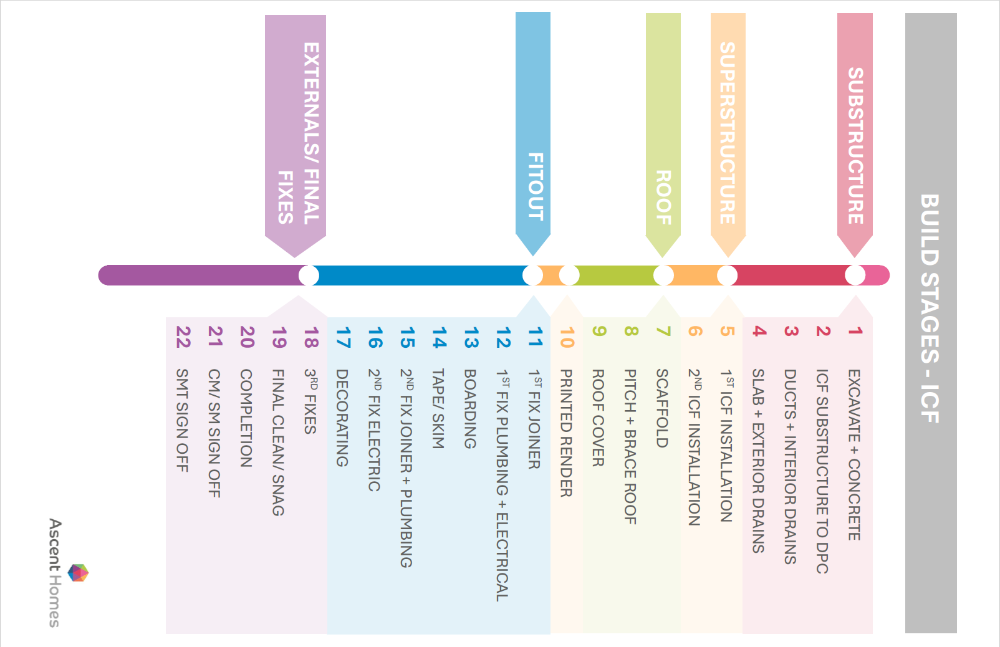 BUILD STAGES - ICF
SUBSTRUCTURE
1 EXCAVATE + CONCRETE
2 ICF SUBSTRUCTURE TO DPC
3 DUCTS + INTERIOR DRAINS
4 SLAB + EXTERIOR DRAINS
SUPERSTRUCTURE
5 1ST ICF INSTALLATION
6 2ND ICF INSTALLATION
ROOF
7 SCAFFOLD
8 PITCH + BRACE ROOF
9 ROOF COVER
10 PRINTED RENDER
FITOUT
11 1ST FIX JOINER
12 1ST FIX PLUMBING + ELECTRICAL
13 BOARDING
14 TAPE/ SKIM
15 2ND FIX JOINER + PLUMBING
16 2ND FIX ELECTRIC
17 DECORATING
EXTERNALS/ FINAL
FIXES
18 3RD FIXES
19 FINAL CLEAN/ SNAG
20 COMPLETION
21 CM/ SM SIGN OFF
22 SMT SIGN OFF
Ascent Homes